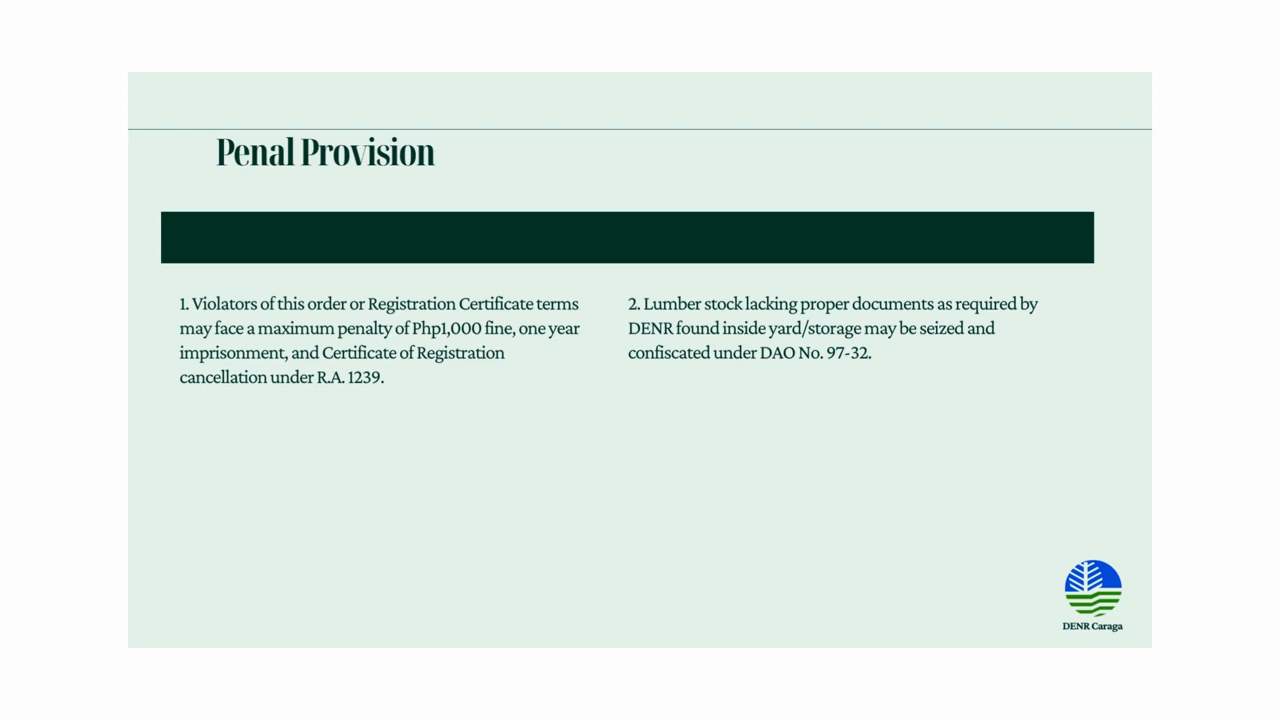 Penal Provision
1. Violators of this order or Registration Certificate terms
may face a maximum penalty of Php1,000 fine, one year
imprisonment, and Certificate of Registration
cancellation under R.A. 1239.
2. Lumber stock lacking proper documents as required by
DENR found inside yard/storage may be seized and
confiscated under DAO No. 97-32.
DENR Caraga